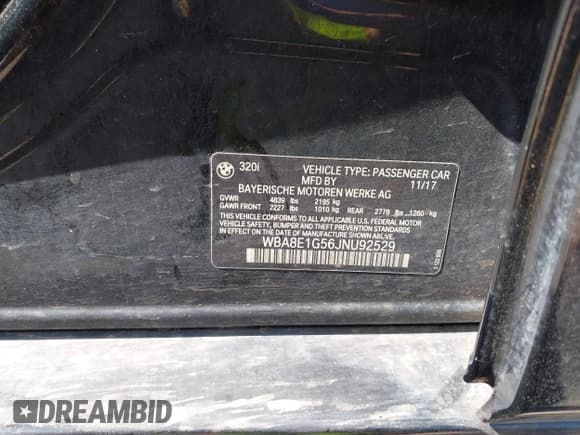 BMW
320i VEHICLE TYPE: PASSENGER CAR
MFD BY 11/17
BAYERISCHE MOTOREN WERKE AG
GVWR 4839 lbs 2195 kg
GAWR FRONT 2227 lbs 1010 kg REAR 2778 lbs 1260 kg
THIS VEHICLE CONFORMS TO ALL APPLICABLE U.S. FEDERAL MOTOR
VEHICLE SAFETY, BUMPER AND THEFT PREVENTION STANDARDS
IN EFFECT ON THE DATE OF MANUFACTURE SHOWN ABOVE.
WBA8E1G56JNU92529
DREAMBID